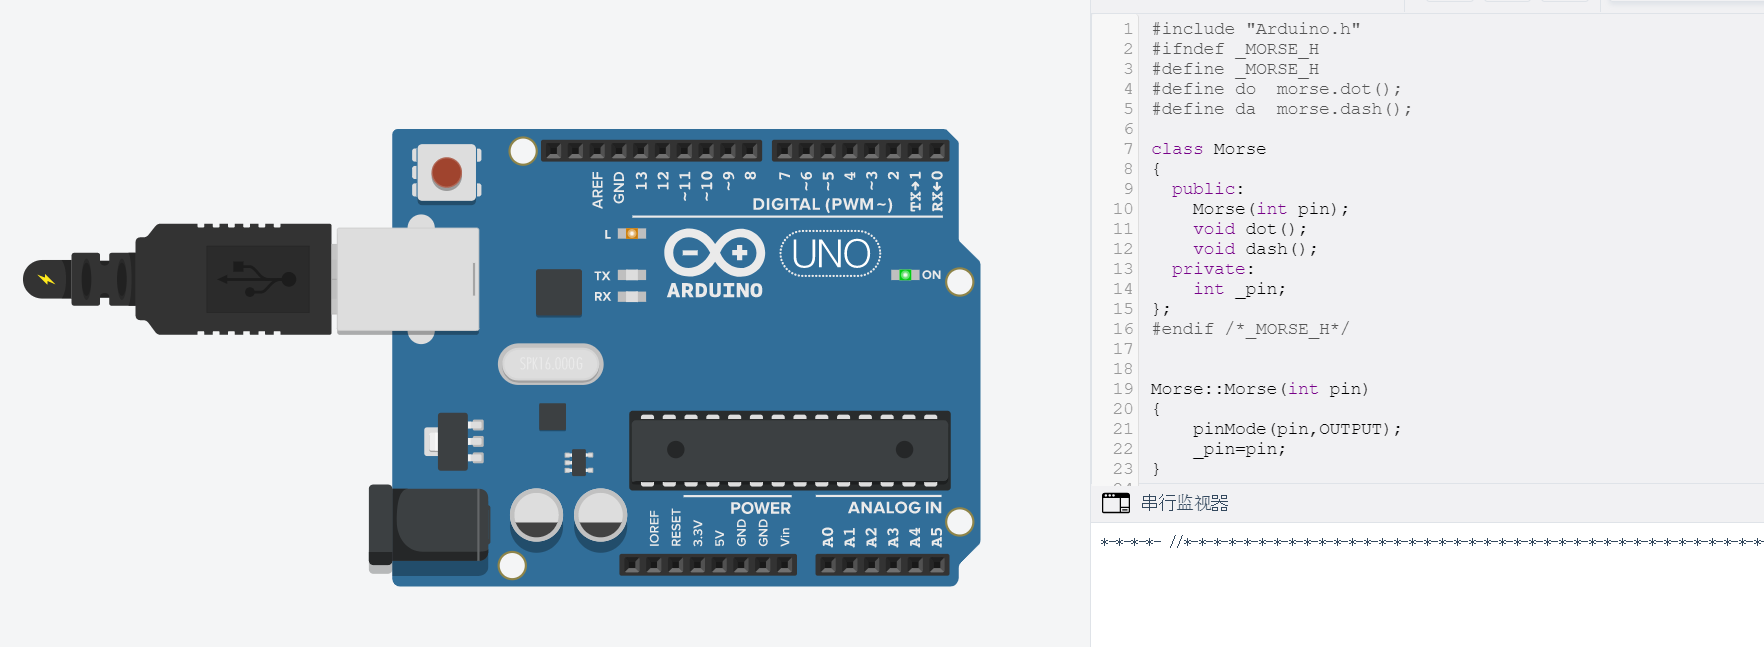 AREF
GND
13
12
~11
~10
~9
8
7
~6
~5
4
~3
2
TX→1
RX←0
DIGITAL (PWM~)
L
TX
RX
ARDUINO
UNO
ON
SPK16.000G
POWER
ANALOG IN
IOREF
RESET
3.3V
5V
GND
GND
Vin
A0
A1
A2
A3
A4
A5
1 #include "Arduino.h"
2 #ifndef _MORSE_H
3 #define _MORSE_H
4 #define do  morse.dot();
5 #define da  morse.dash();
6
7 class Morse
8 {
9   public:
10     Morse(int pin);
11     void dot();
12     void dash();
13   private:
14     int _pin;
15 };
16 #endif /*_MORSE_H*/
17
18
19 Morse::Morse(int pin)
20 {
21     pinMode(pin,OUTPUT);
22     _pin=pin;
23 }
串行监视器
*-*-*-*- //*-*-*-*-*-*-*-*-*-*-*-*-*-*-*-*-*-*-*-*-*-*-*-*-*-*-*-*-*-*-*-*-*-*-*-*-*-*-*